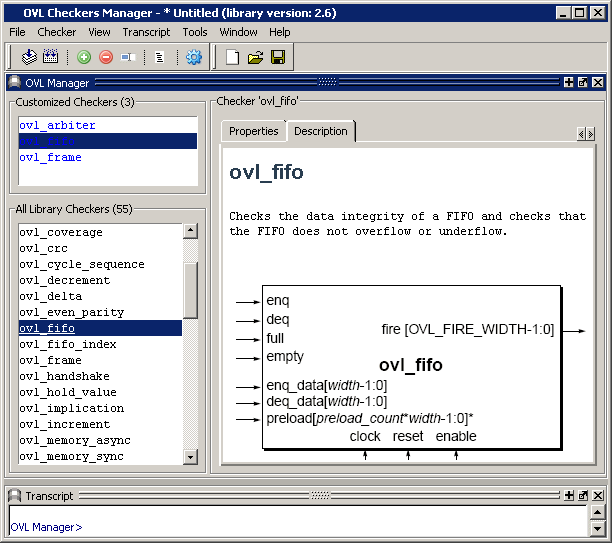 OVL Checkers Manager - * Untitled (library version: 2.6)
File Checker View Transcript Tools Window Help
OVL Manager
Customized Checkers (3)
ovl_arbiter
ovl_fifo
ovl_frame
All Library Checkers (55)
ovl_coverage
ovl_crc
ovl_cycle_sequence
ovl_decrement
ovl_delta
ovl_even_parity
ovl_fifo
ovl_fifo_index
ovl_frame
ovl_handshake
ovl_hold_value
ovl_implication
ovl_increment
ovl_memory_async
ovl_memory_sync
Checker 'ovl_fifo'
Properties Description
ovl_fifo
Checks the data integrity of a FIFO and checks that
the FIFO does not overflow or underflow.
enq
deq
full
empty
fire [OVL_FIRE_WIDTH-1:0]
ovl_fifo
enq_data[width-1:0]
deq_data[width-1:0]
preload[preload_count*width-1:0]*
clock reset enable
Transcript
OVL Manager>